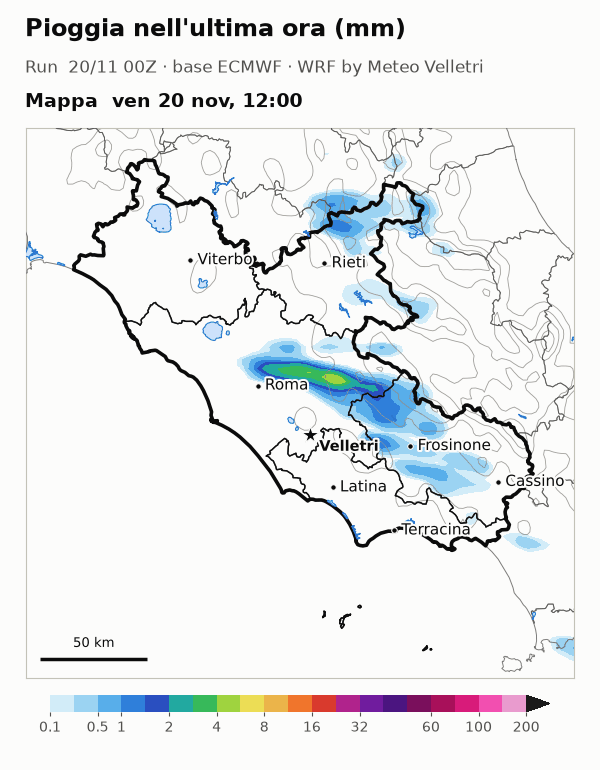 Pioggia nell'ultima ora (mm)
Run 20/11 00Z · base ECMWF · WRF by Meteo Velletri
Mappa ven 20 nov, 12:00
Viterbo
Rieti
Roma
Velletri
Frosinone
Latina
Cassino
Terracina
50 km
0.1 0.5 1 2 4 8 16 32 60 100 200